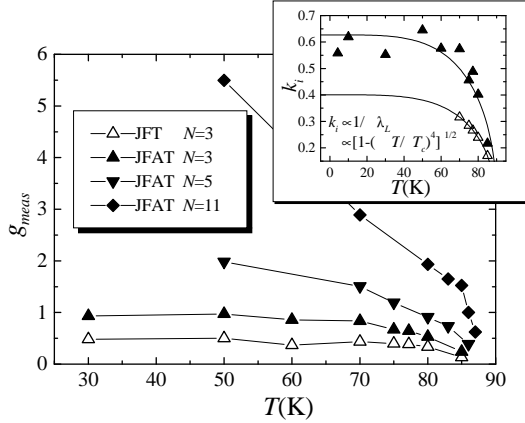 6
5
4
3
2
1
0
g_meas
30 40 50 60 70 80 90
T(K)
JFT N=3
JFAT N=3
JFAT N=5
JFAT N=11
0.7
0.6
0.5
0.4
0.3
0.2
k_i
k_i ∝1/ λ_L
∝[1-( T/ T_c)^4]^1/2
0 20 40 60 80
T(K)